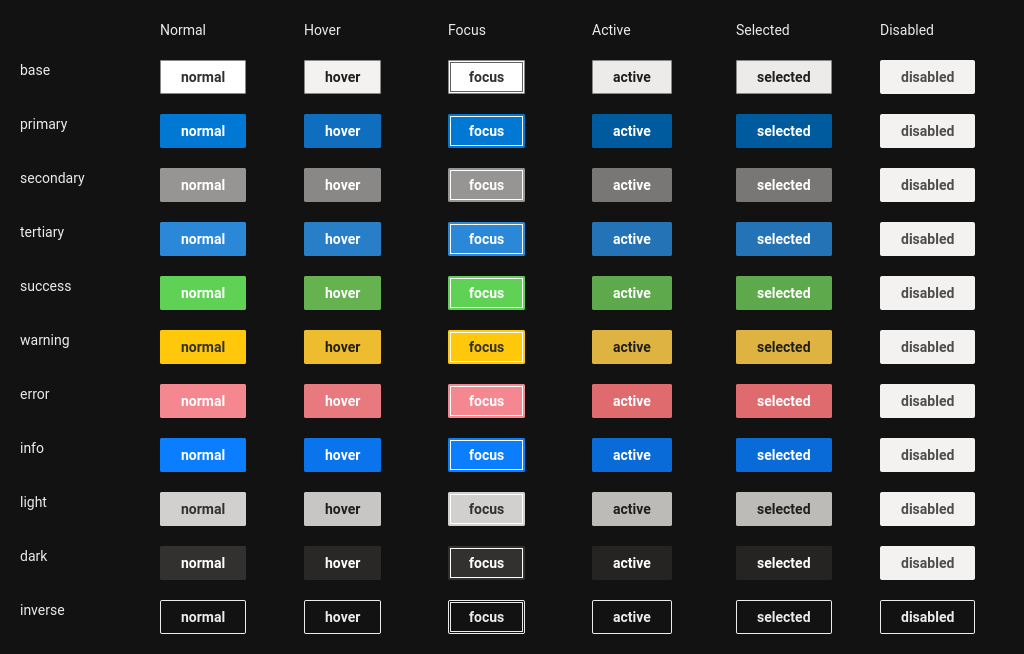 Normal Hover Focus Active Selected Disabled
base normal hover focus active selected disabled
primary normal hover focus active selected disabled
secondary normal hover focus active selected disabled
tertiary normal hover focus active selected disabled
success normal hover focus active selected disabled
warning normal hover focus active selected disabled
error normal hover focus active selected disabled
info normal hover focus active selected disabled
light normal hover focus active selected disabled
dark normal hover focus active selected disabled
inverse normal hover focus active selected disabled